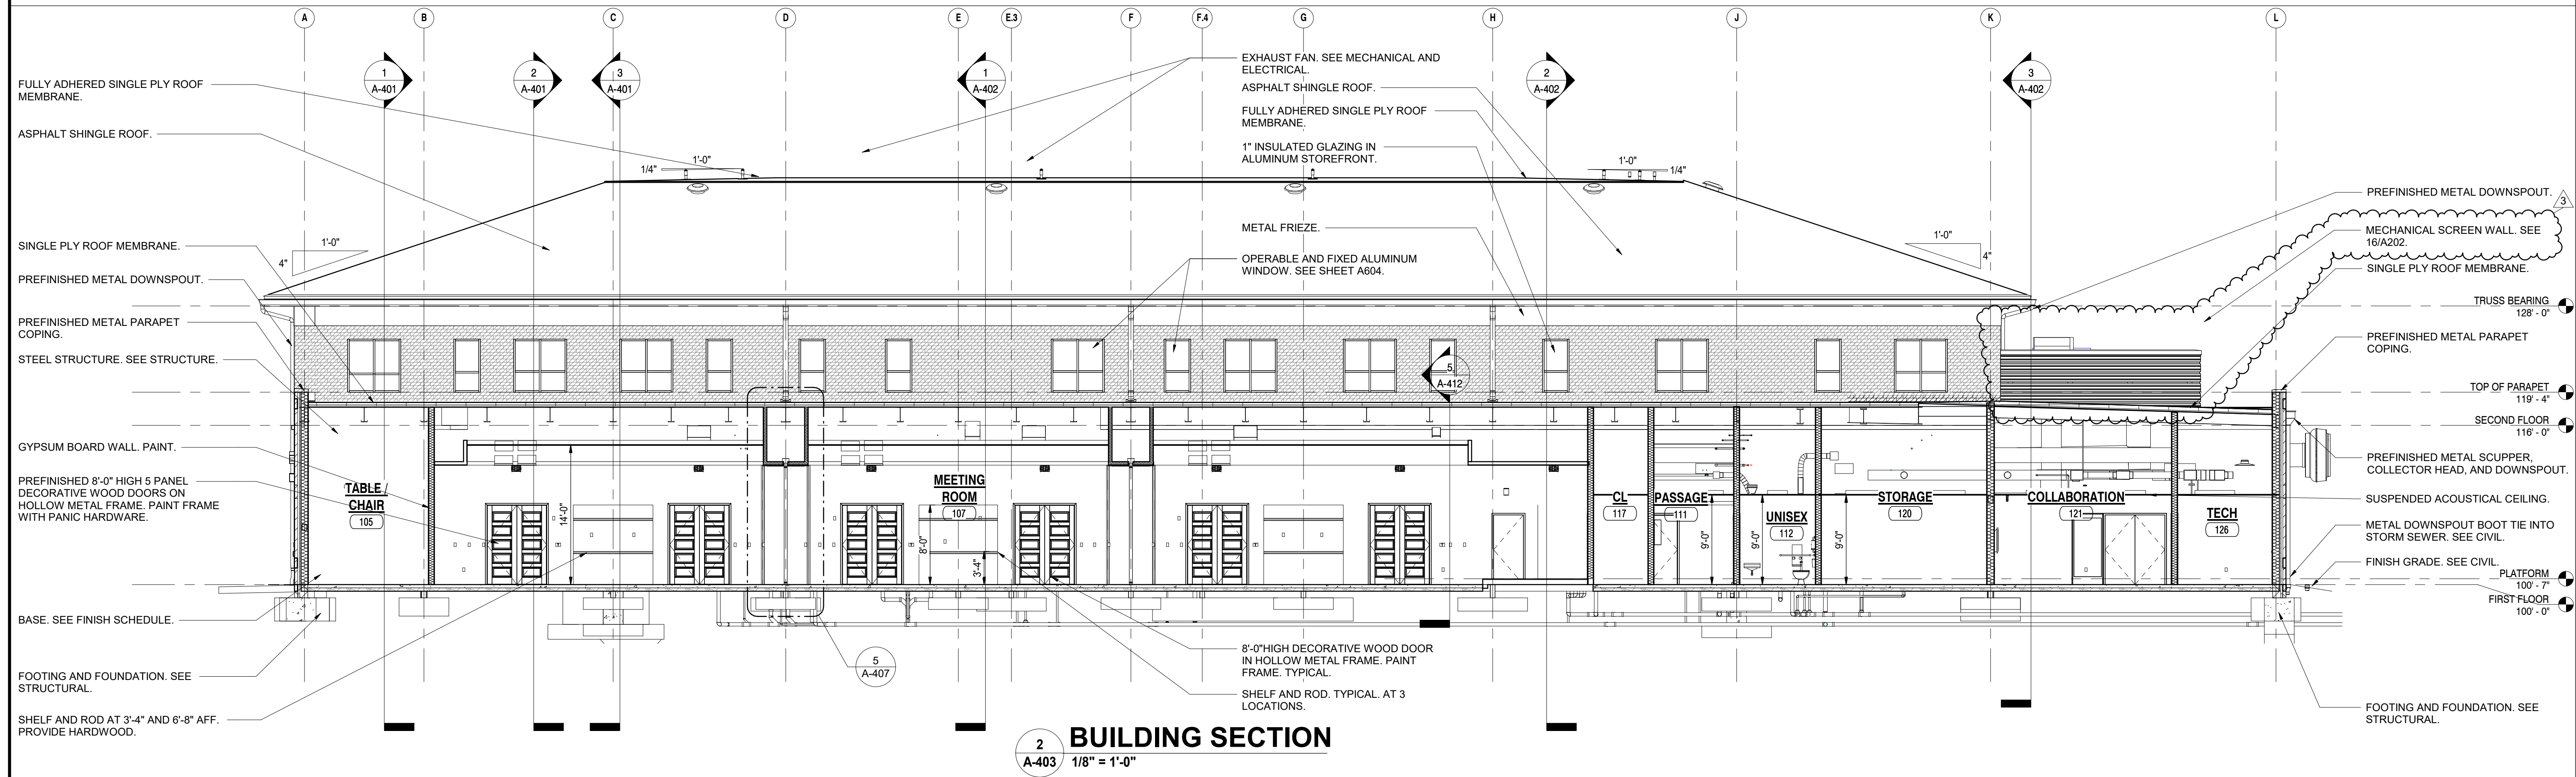 A
B
C
D
E
E.3
F
F.4
G
H
J
K
L
1
A-401
2
A-401
3
A-401
1
A-402
2
A-402
3
A-402
FULLY ADHERED SINGLE PLY ROOF
MEMBRANE.
ASPHALT SHINGLE ROOF.
SINGLE PLY ROOF MEMBRANE.
PREFINISHED METAL DOWNSPOUT.
PREFINISHED METAL PARAPET
COPING.
STEEL STRUCTURE. SEE STRUCTURE.
GYPSUM BOARD WALL. PAINT.
PREFINISHED 8'-0" HIGH 5 PANEL
DECORATIVE WOOD DOORS ON
HOLLOW METAL FRAME. PAINT FRAME
WITH PANIC HARDWARE.
BASE. SEE FINISH SCHEDULE.
FOOTING AND FOUNDATION. SEE
STRUCTURAL.
SHELF AND ROD AT 3'-4" AND 6'-8" AFF.
PROVIDE HARDWOOD.
1'-0"
4"
1/4"
1'-0"
EXHAUST FAN. SEE MECHANICAL AND
ELECTRICAL.
ASPHALT SHINGLE ROOF.
FULLY ADHERED SINGLE PLY ROOF
MEMBRANE.
1" INSULATED GLAZING IN
ALUMINUM STOREFRONT.
METAL FRIEZE.
OPERABLE AND FIXED ALUMINUM
WINDOW. SEE SHEET A604.
1'-0"
1/4"
1'-0"
4"
5
A-412
TABLE /
CHAIR
105
14'-0"
8'-0"
3'-4"
MEETING
ROOM
107
CL
117
PASSAGE
111
9'-0"
9'-0"
UNISEX
112
9'-0"
STORAGE
120
COLLABORATION
121
TECH
126
5
A-407
8'-0"HIGH DECORATIVE WOOD DOOR
IN HOLLOW METAL FRAME. PAINT
FRAME. TYPICAL.
SHELF AND ROD. TYPICAL. AT 3
LOCATIONS.
PREFINISHED METAL DOWNSPOUT.
3
MECHANICAL SCREEN WALL. SEE
16/A202.
SINGLE PLY ROOF MEMBRANE.
TRUSS BEARING
128' - 0"
PREFINISHED METAL PARAPET
COPING.
TOP OF PARAPET
119' - 4"
SECOND FLOOR
116' - 0"
PREFINISHED METAL SCUPPER,
COLLECTOR HEAD, AND DOWNSPOUT.
SUSPENDED ACOUSTICAL CEILING.
METAL DOWNSPOUT BOOT TIE INTO
STORM SEWER. SEE CIVIL.
FINISH GRADE. SEE CIVIL.
PLATFORM
100' - 7"
FIRST FLOOR
100' - 0"
FOOTING AND FOUNDATION. SEE
STRUCTURAL.
2
A-403
BUILDING SECTION
1/8" = 1'-0"